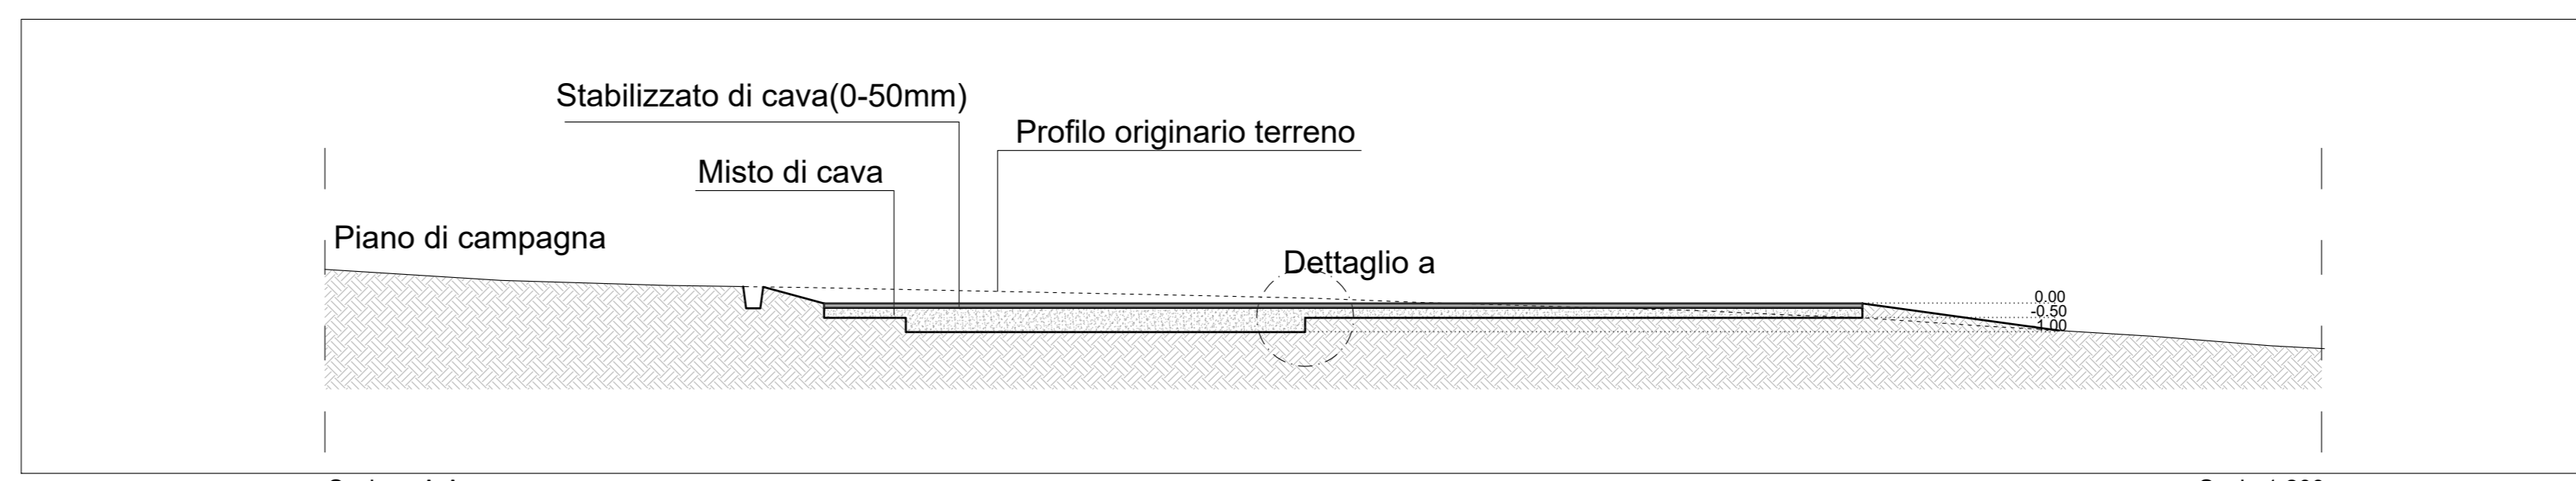 Stabilizzato di cava(0-50mm)
Profilo originario terreno
Misto di cava
Piano di campagna
Dettaglio a
0.00
-0.50
-1.00